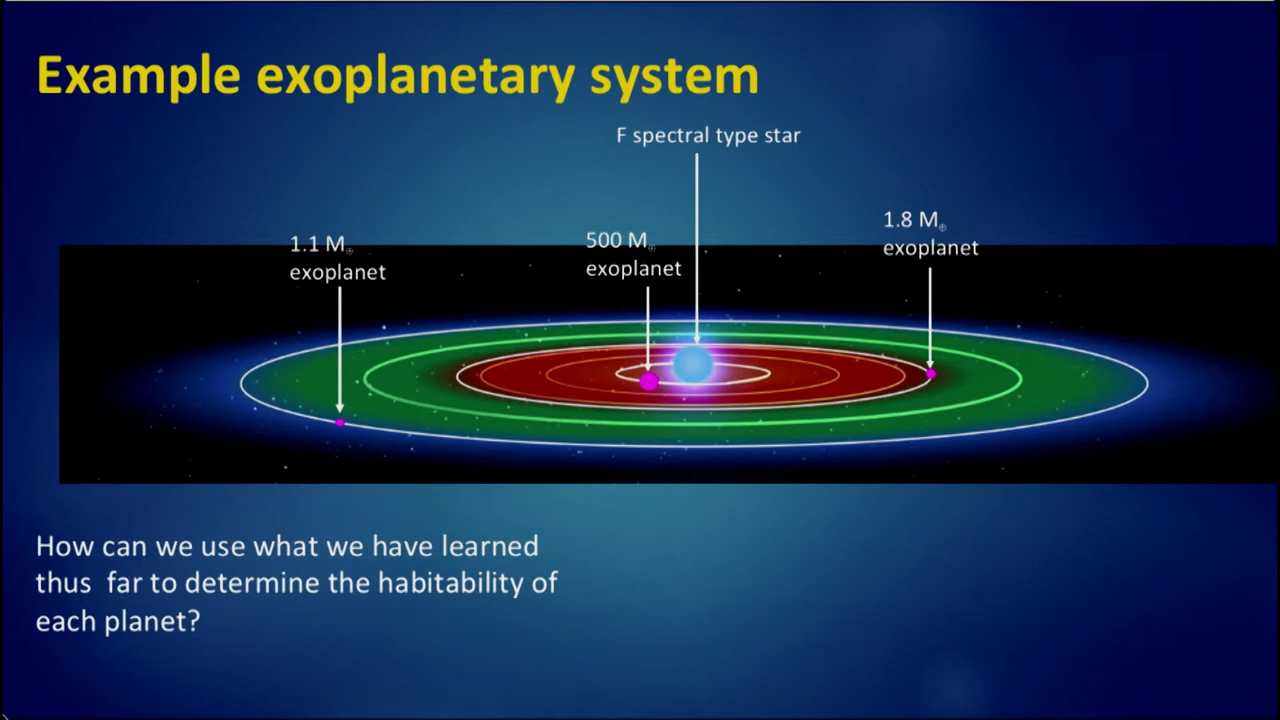 Example exoplanetary system
F spectral type star
1.8 M⊕
exoplanet
500 M⊕
exoplanet
1.1 M⊕
exoplanet
How can we use what we have learned
thus far to determine the habitability of
each planet?